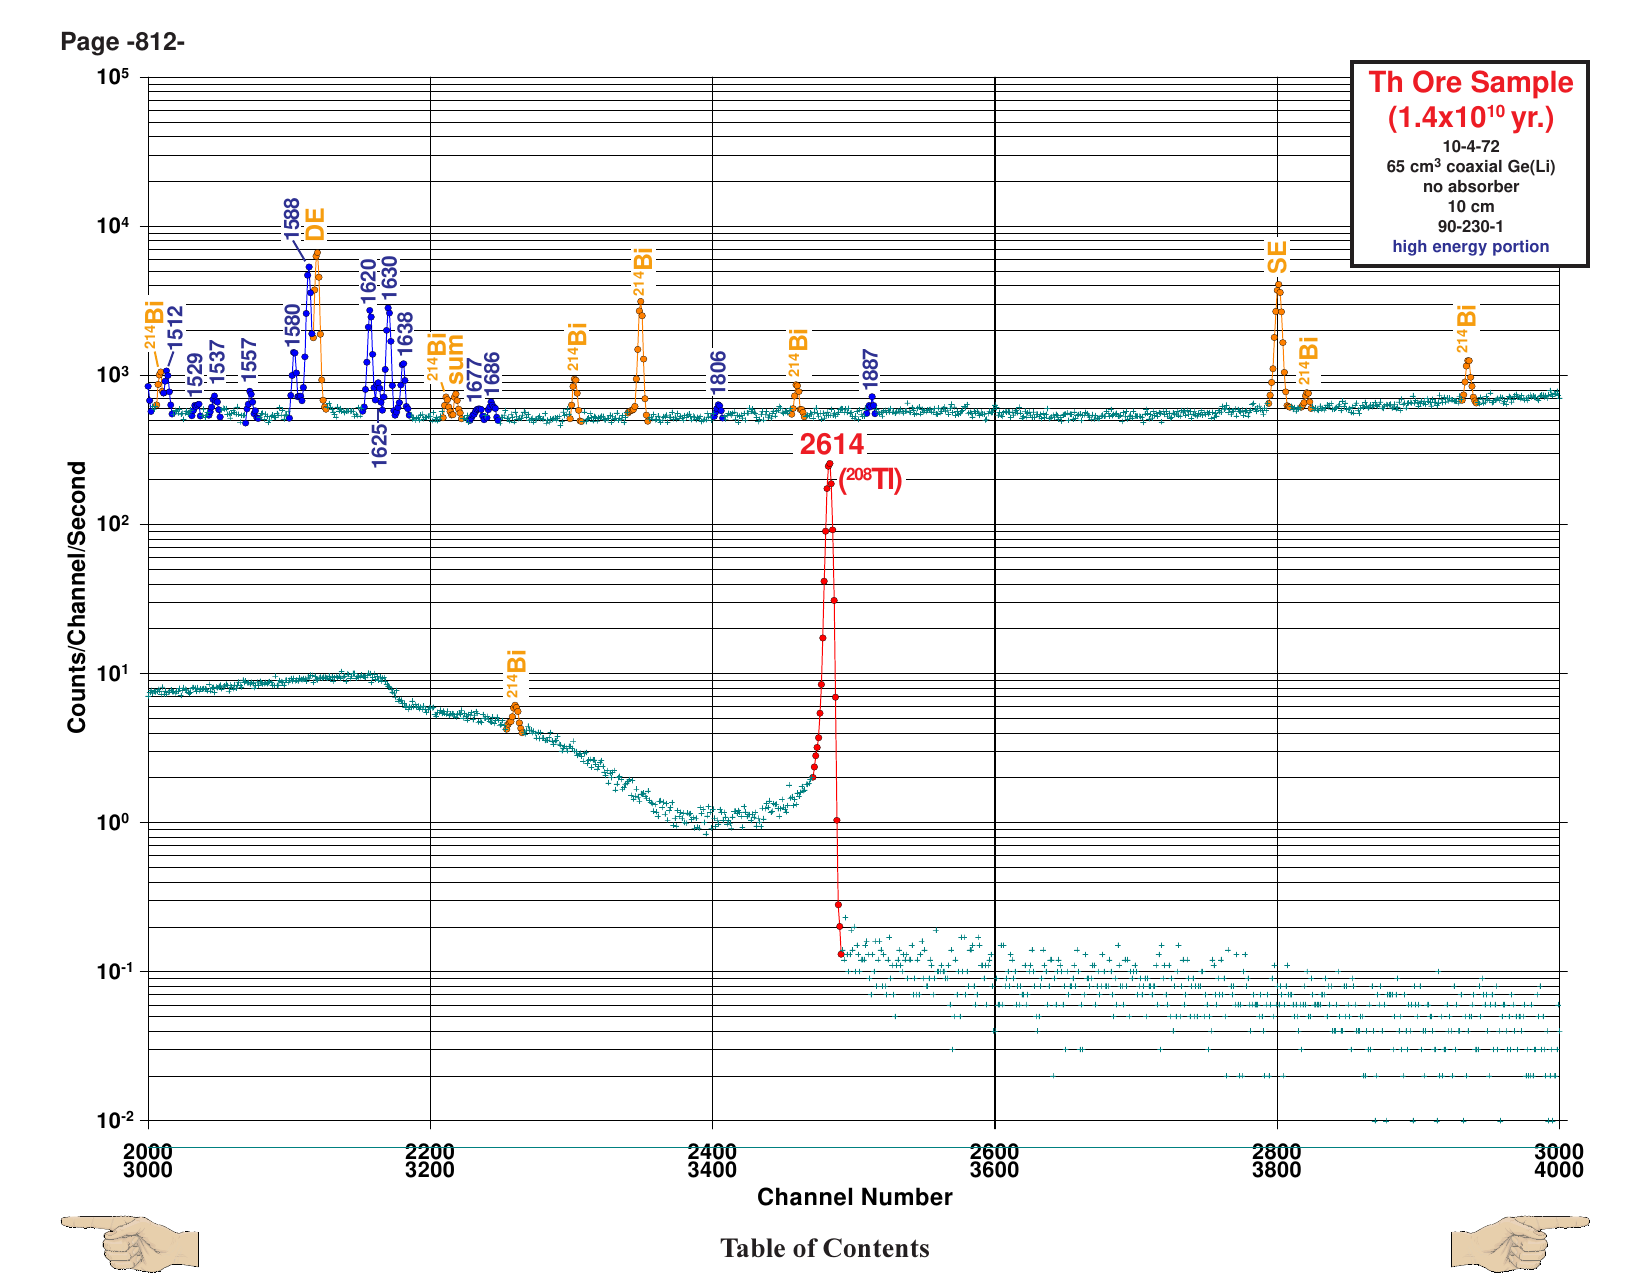 Page -812-
Th Ore Sample
(1.4x10¹⁰ yr.)
10-4-72
65 cm³ coaxial Ge(Li)
no absorber
10 cm
90-230-1
high energy portion
Counts/Channel/Second
10⁵
10⁴
10³
10²
10¹
10⁰
10⁻¹
10⁻²
²¹⁴Bi
1512
1529
1537
1557
1580
1588
DE
1620
1625
1630
1638
²¹⁴Bi
sum
1677
1686
²¹⁴Bi
²¹⁴Bi
1806
²¹⁴Bi
1887
SE
²¹⁴Bi
²¹⁴Bi
2614
(²⁰⁸Tl)
²¹⁴Bi
2000 2200 2400 2600 2800 3000
3000 3200 3400 3600 3800 4000
Channel Number
Table of Contents